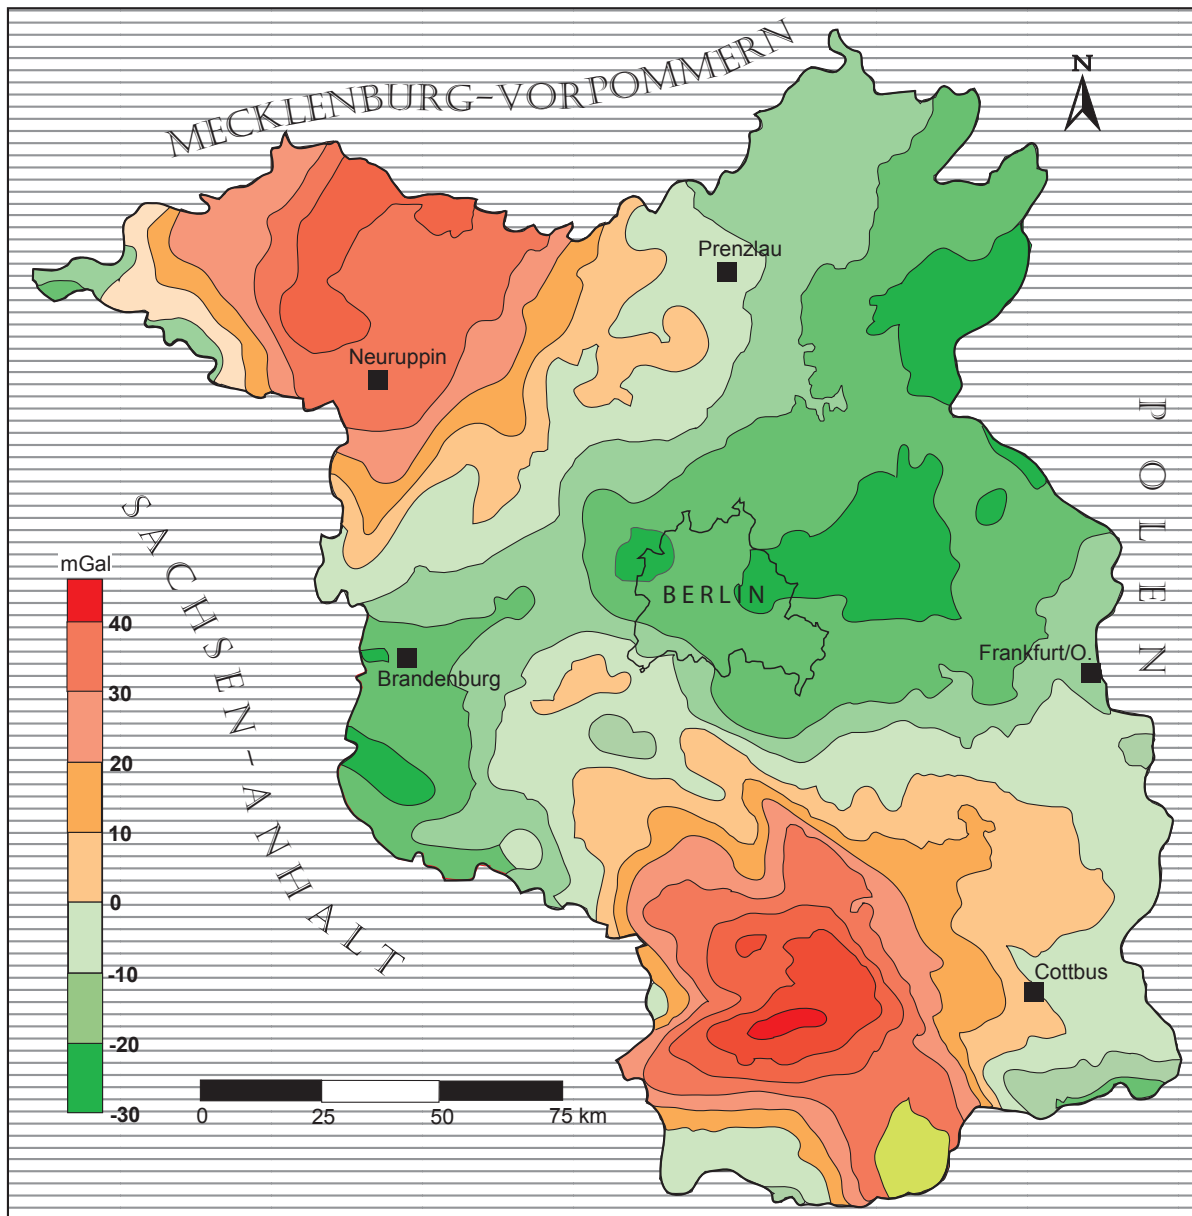 MECKLENBURG-VORPOMMERN
N
Prenzlau
Neuruppin
POLEN
SACHSEN-ANHALT
mGal
BERLIN
40
Frankfurt/O.
Brandenburg
30
20
10
0
-10
Cottbus
-20
-30
0 25 50 75 km